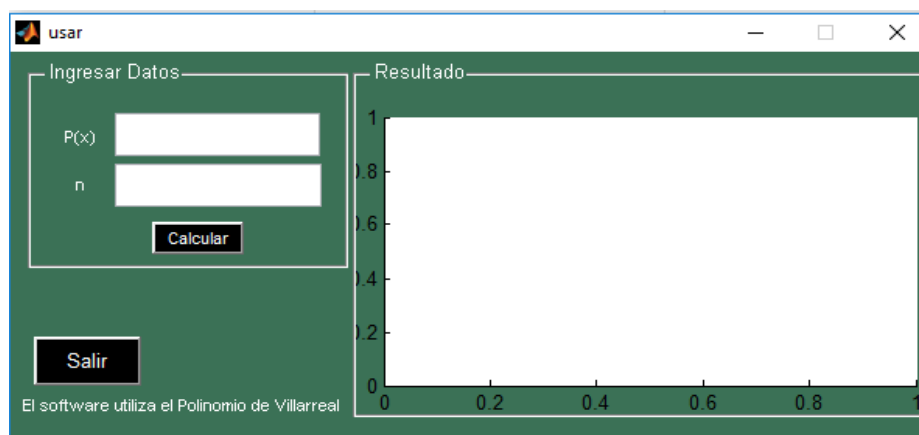 usar
Ingresar Datos
P(x)
n
Calcular
Salir
El software utiliza el Polinomio de Villarreal
Resultado
1
0.8
0.6
0.4
0.2
0
0 0.2 0.4 0.6 0.8 1